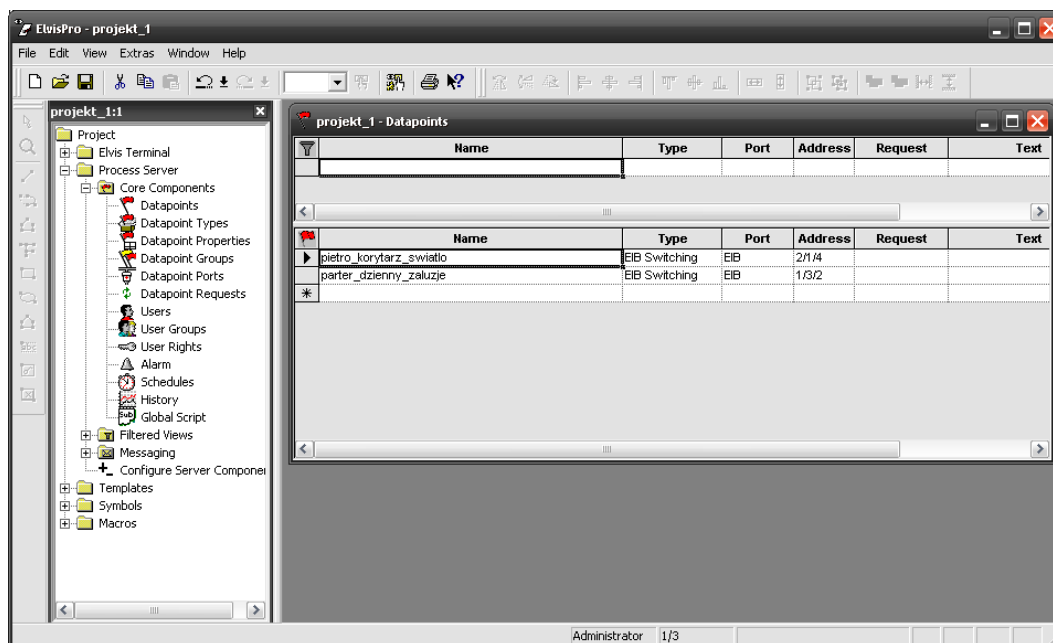 ElvisPro - projekt_1
File Edit View Extras Window Help
projekt_1:1
Project
Elvis Terminal
Process Server
Core Components
Datapoints
Datapoint Types
Datapoint Properties
Datapoint Groups
Datapoint Ports
Datapoint Requests
Users
User Groups
User Rights
Alarm
Schedules
History
Global Script
Filtered Views
Messaging
Configure Server Componei
Templates
Symbols
Macros
projekt_1 - Datapoints
Name Type Port Address Request Text
Name Type Port Address Request Text
pietro_korytarz_swiatlo EIB Switching EIB 2/1/4
parter_dzienny_zaluzje EIB Switching EIB 1/3/2
Administrator 1/3